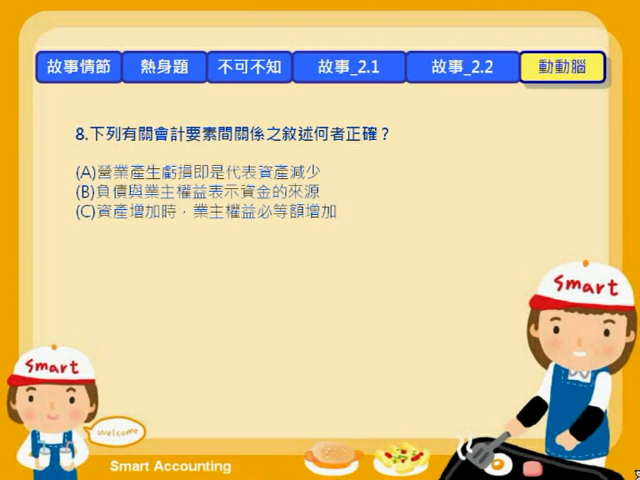 故事情節 熱身題 不可不知 故事_2.1 故事_2.2 動動腦
8.下列有關會計要素間關係之敘述何者正確？
(A)營業產生虧損即是代表資產減少
(B)負債與業主權益表示資金的來源
(C)資產增加時，業主權益必等額增加
Smart
Smart
welcome
Smart Accounting